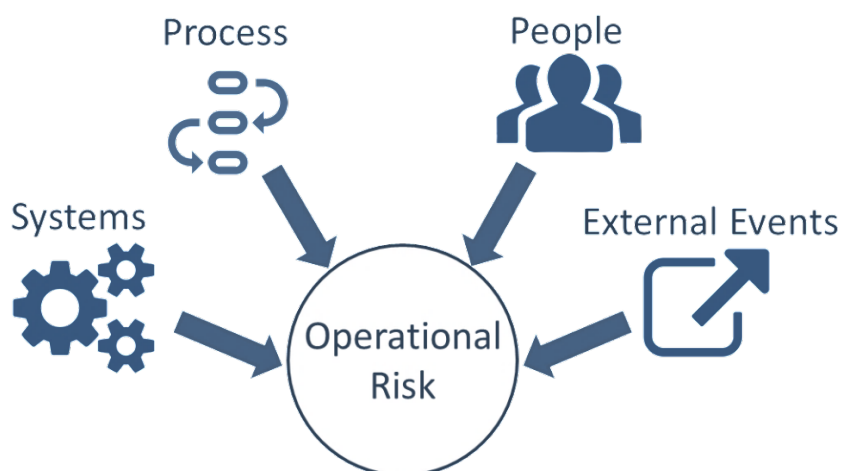 Process
People
Systems
External Events
Operational
Risk